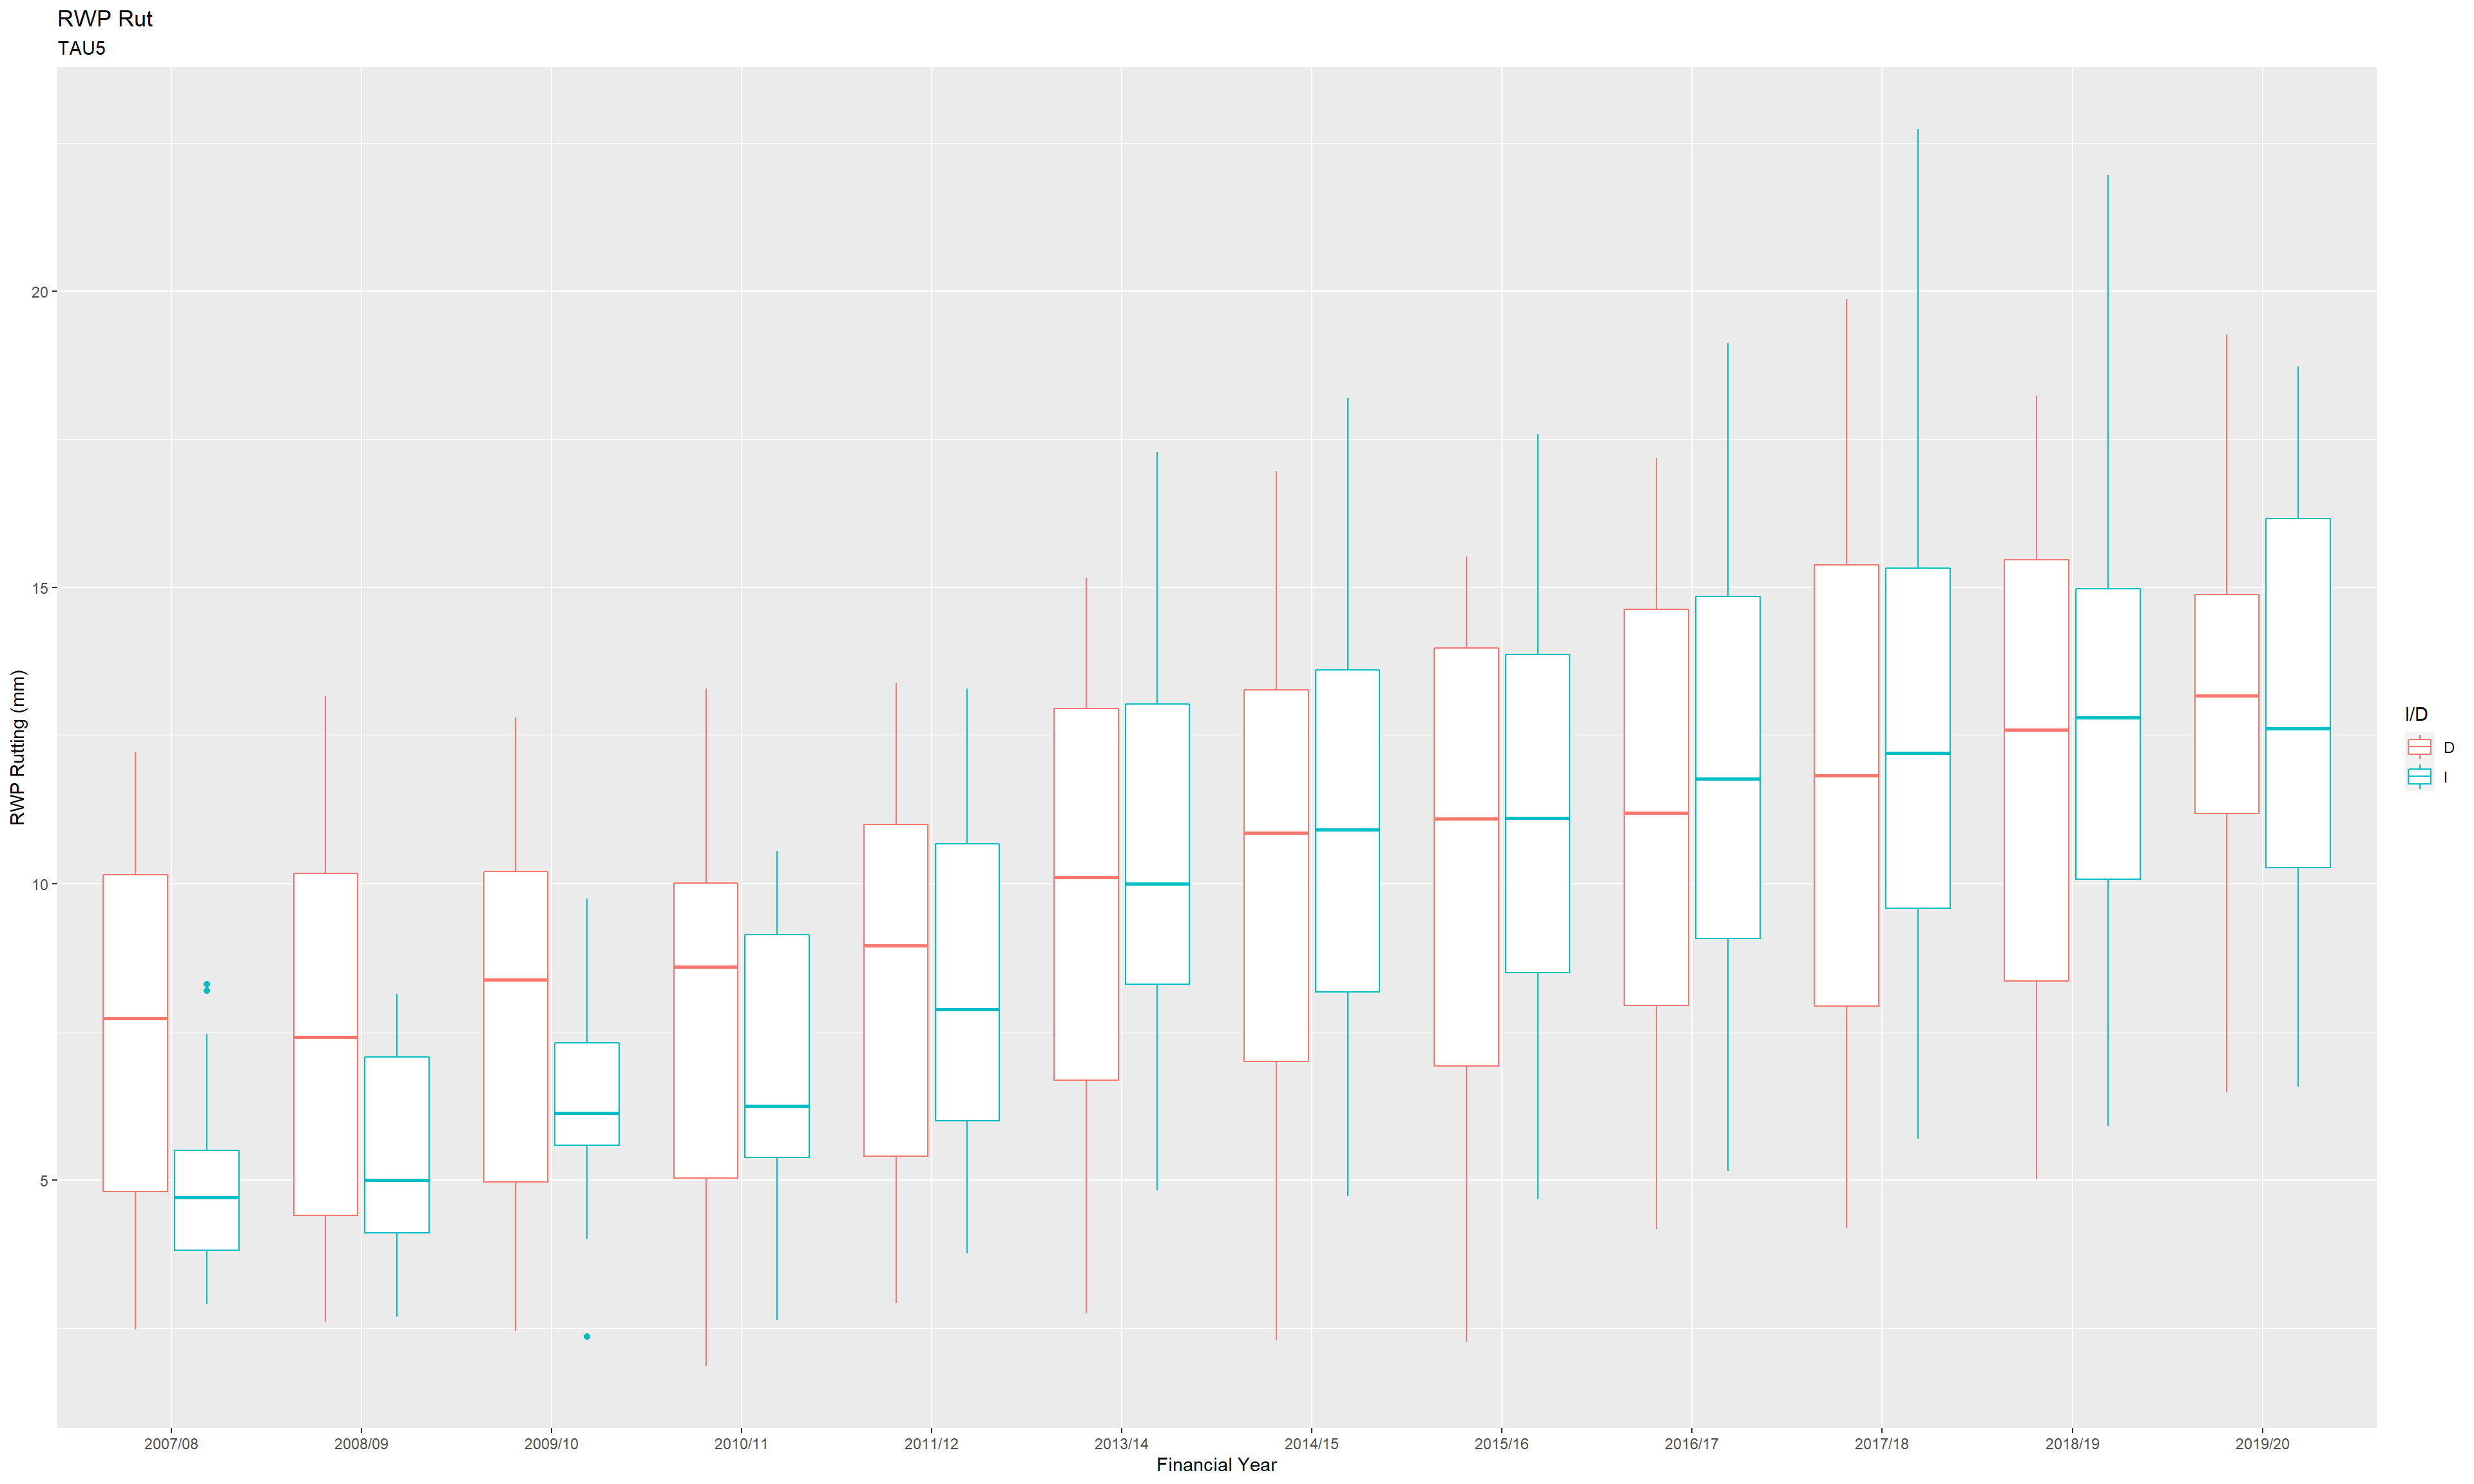 RWP Rut
TAU5
RWP Rutting (mm)
20
15
10
5
2007/08
2008/09
2009/10
2010/11
2011/12
2013/14
2014/15
2015/16
2016/17
2017/18
2018/19
2019/20
Financial Year
I/D
D
I